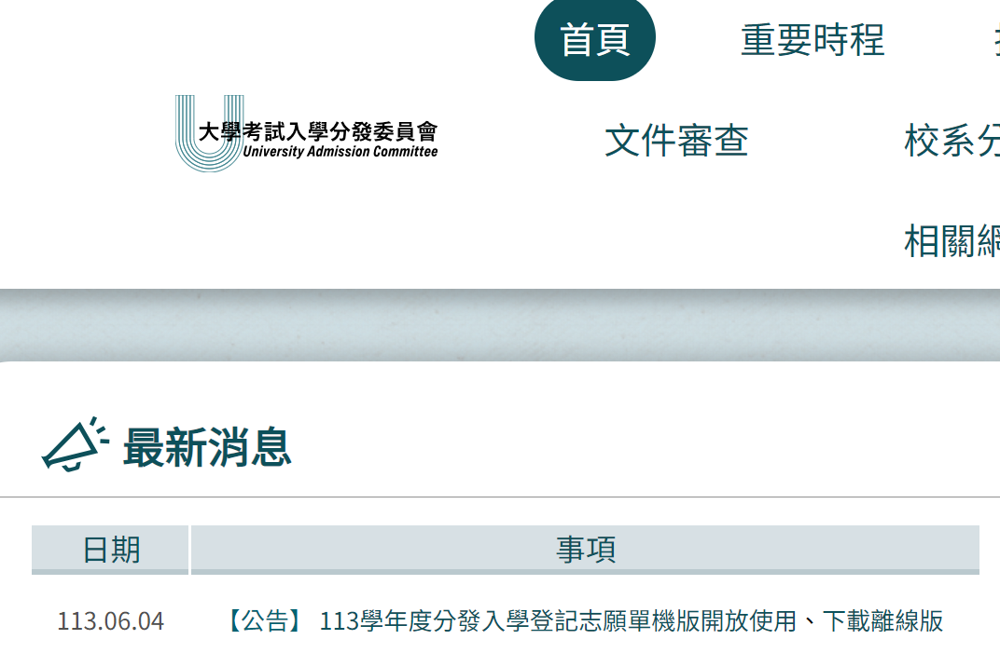 首頁
重要時程
大學考試入學分發委員會
University Admission Committee
文件審查
校系分
相關網
最新消息
日期
事項
113.06.04
【公告】 113學年度分發入學登記志願單機版開放使用、下載離線版